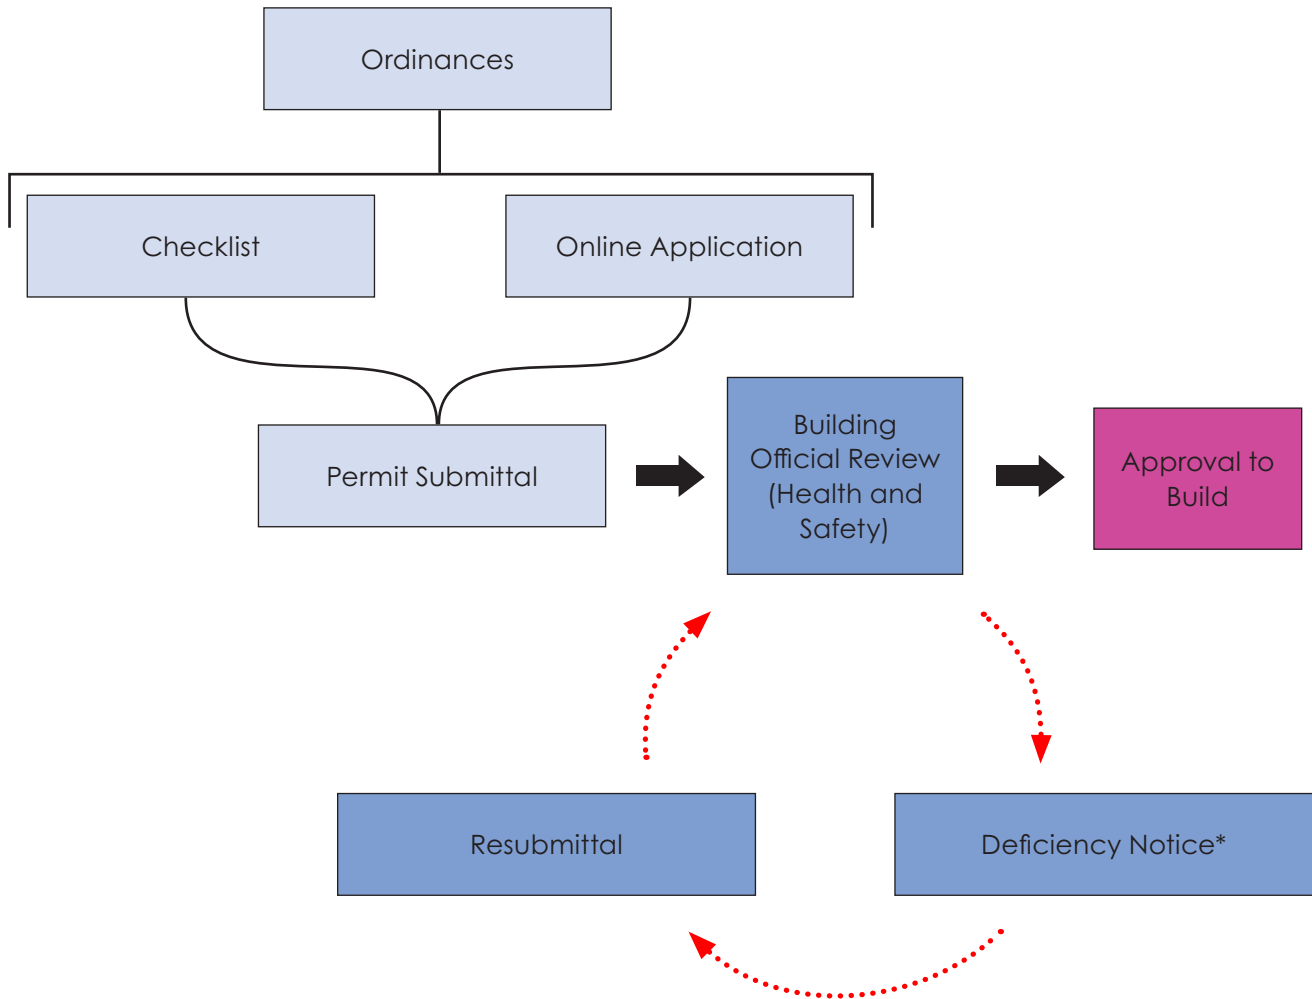 Ordinances
Checklist
Online Application
Permit Submittal
Building
Official Review
(Health and
Safety)
Approval to
Build
Resubmittal
Deficiency Notice*